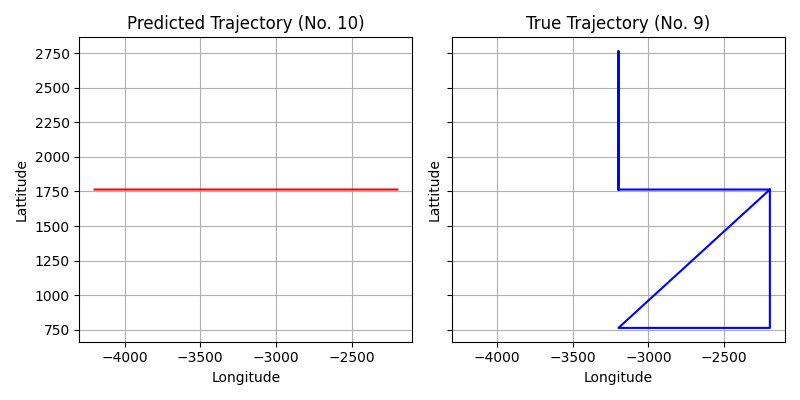 Predicted Trajectory (No. 10)
True Trajectory (No. 9)
Lattitude
2750
2500
2250
2000
1750
1500
1250
1000
750
−4000
−3500
−3000
−2500
Longitude
Lattitude
−4000
−3500
−3000
−2500
Longitude